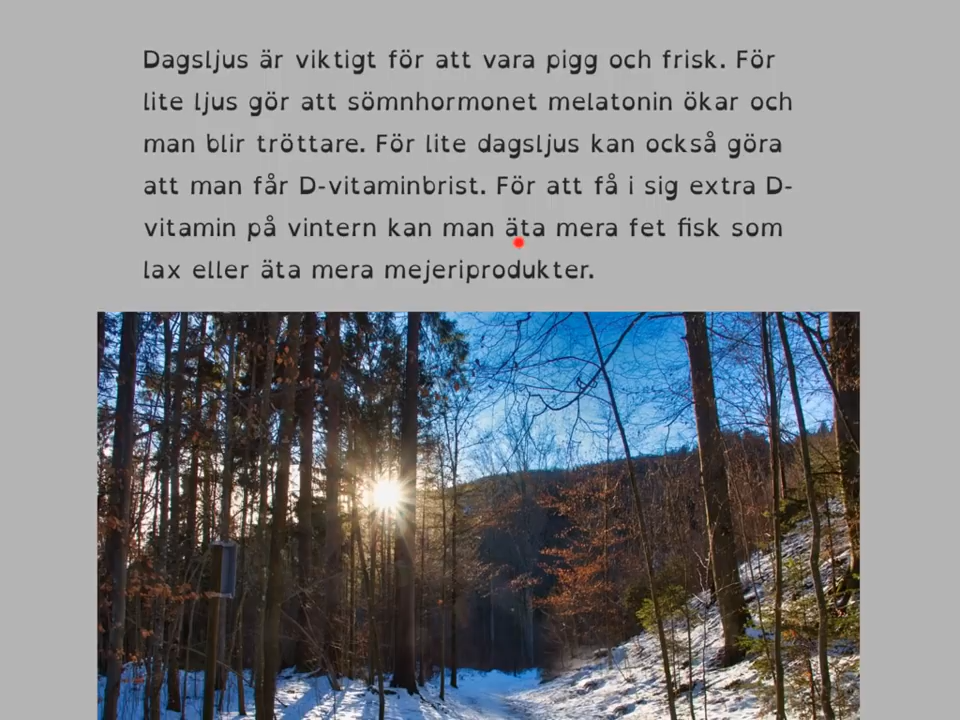 Dagsljus är viktigt för att vara pigg och frisk. För
lite ljus gör att sömnhormonet melatonin ökar och
man blir tröttare. För lite dagsljus kan också göra
att man får D-vitaminbrist. För att få i sig extra D-
vitamin på vintern kan man äta mera fet fisk som
lax eller äta mera mejeriprodukter.